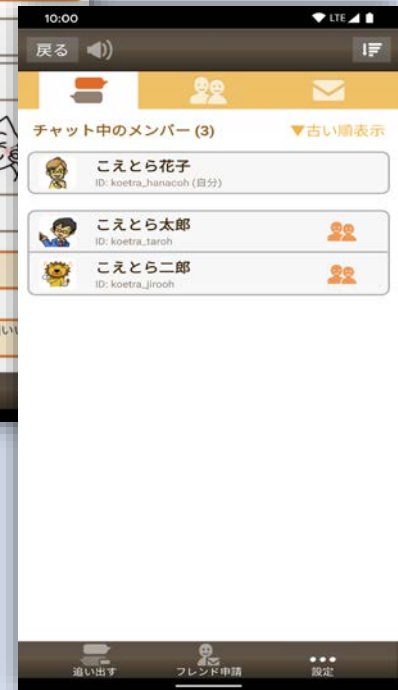 10:00 LTE
戻る
チャット中のメンバー (3) ▼古い順表示
こえとら花子
ID: koetra_hanacoh (自分)
こえとら太郎
ID: koetra_taroh
こえとら二郎
ID: koetra_jirooh
追い出す フレンド申請 設定